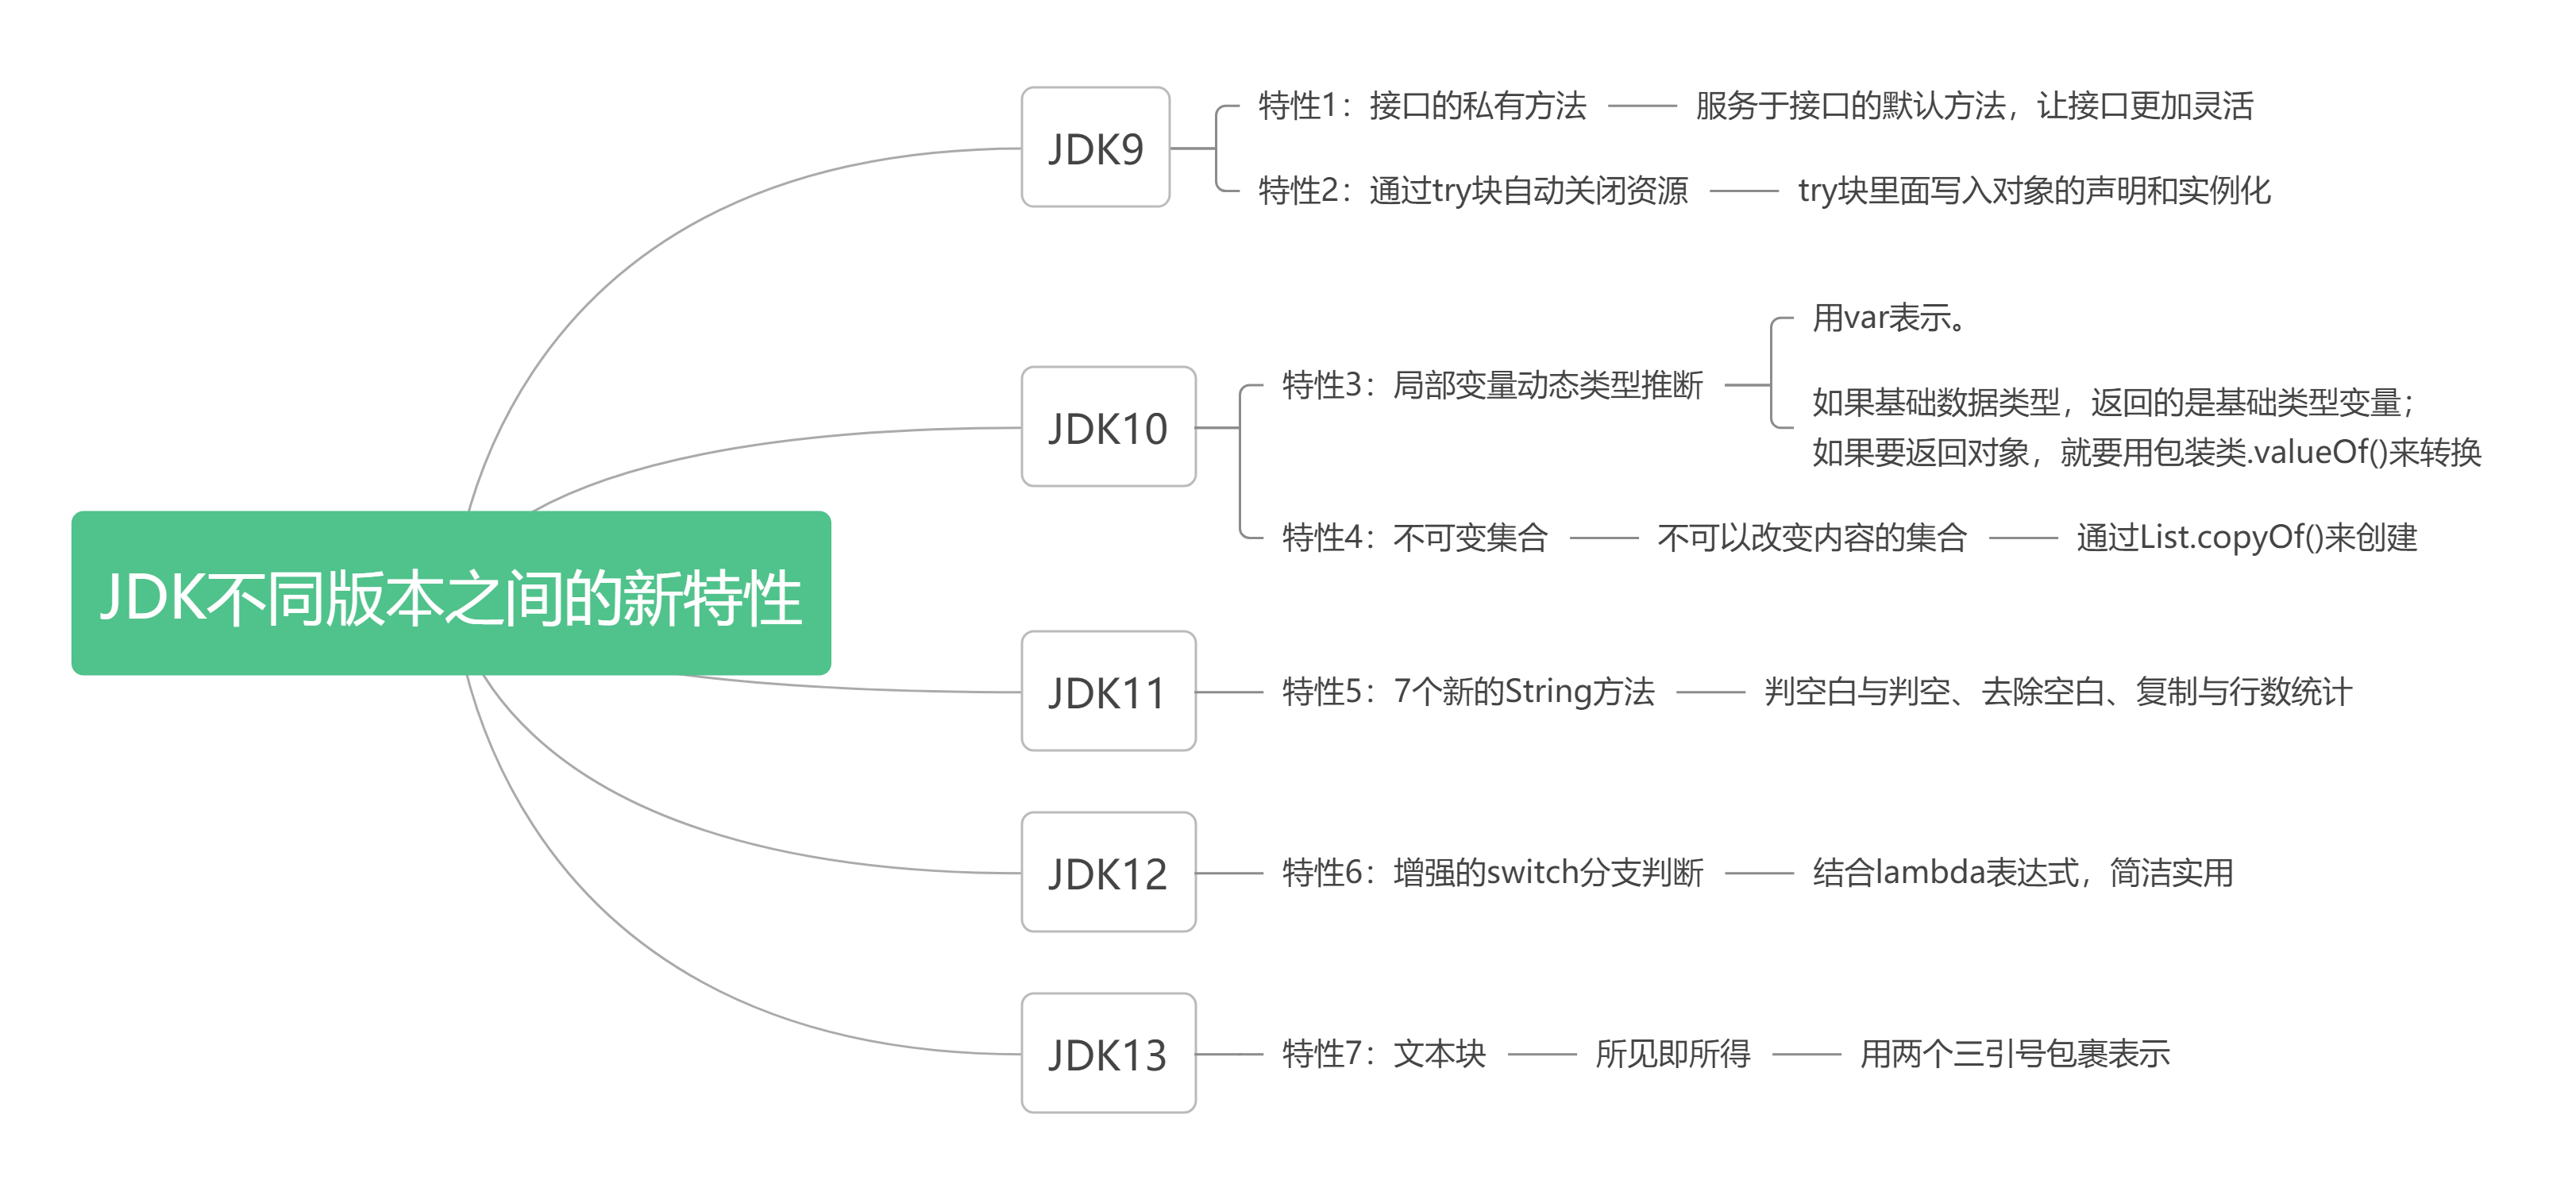 JDK不同版本之间的新特性
JDK9
特性1：接口的私有方法
服务于接口的默认方法，让接口更加灵活
特性2：通过try块自动关闭资源
try块里面写入对象的声明和实例化
JDK10
特性3：局部变量动态类型推断
用var表示。
如果基础数据类型，返回的是基础类型变量；
如果要返回对象，就要用包装类.valueOf()来转换
特性4：不可变集合
不可以改变内容的集合
通过List.copyOf()来创建
JDK11
特性5：7个新的String方法
判空白与判空、去除空白、复制与行数统计
JDK12
特性6：增强的switch分支判断
结合lambda表达式，简洁实用
JDK13
特性7：文本块
所见即所得
用两个三引号包裹表示